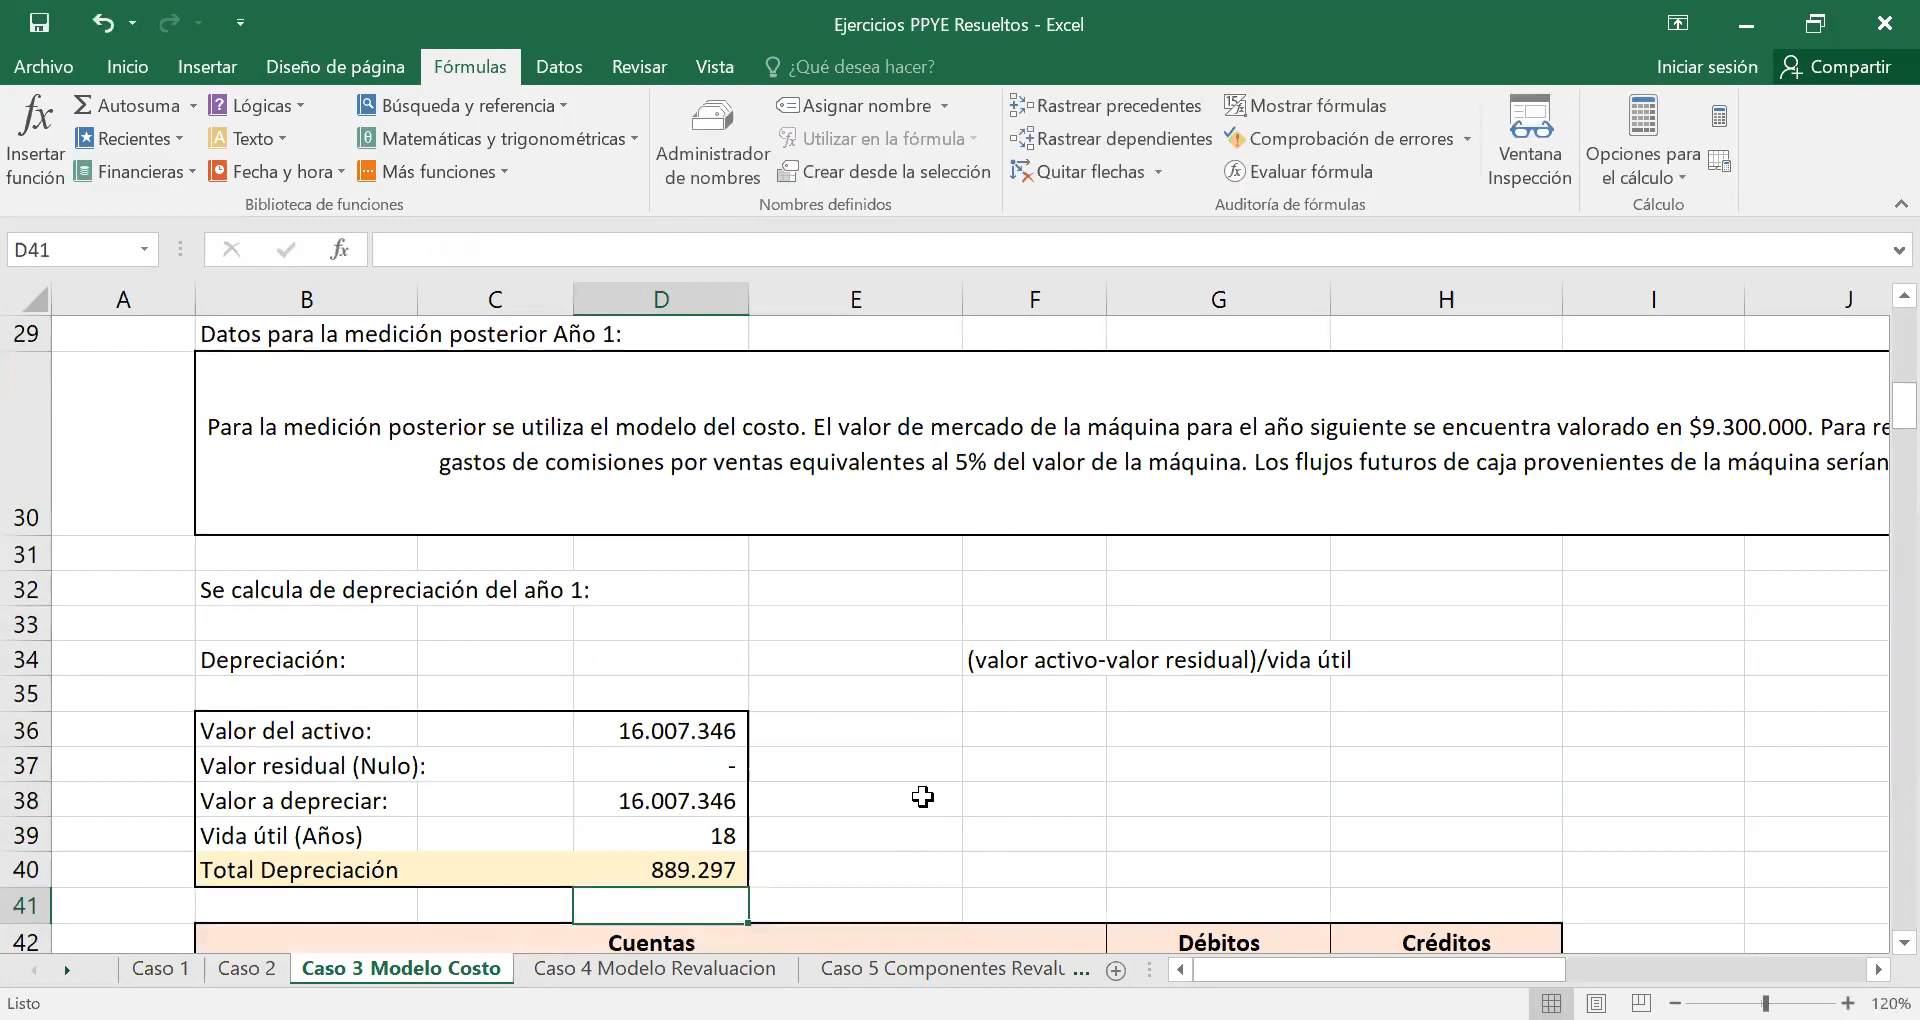 Ejercicios PPYE Resueltos - Excel
Archivo Inicio Insertar Diseño de página Fórmulas Datos Revisar Vista ¿Qué desea hacer? Iniciar sesión Compartir
fx Insertar función
Σ Autosuma
Recientes
Financieras
? Lógicas
A Texto
Fecha y hora
Búsqueda y referencia
θ Matemáticas y trigonométricas
Más funciones
Biblioteca de funciones
Administrador de nombres
Asignar nombre
Utilizar en la fórmula
Crear desde la selección
Nombres definidos
Rastrear precedentes
Rastrear dependientes
Quitar flechas
Mostrar fórmulas
Comprobación de errores
Evaluar fórmula
Auditoría de fórmulas
Ventana Inspección
Opciones para el cálculo
Cálculo
D41 fx
A B C D E F G H I J
29 Datos para la medición posterior Año 1:
Para la medición posterior se utiliza el modelo del costo. El valor de mercado de la máquina para el año siguiente se encuentra valorado en $9.300.000. Para re
gastos de comisiones por ventas equivalentes al 5% del valor de la máquina. Los flujos futuros de caja provenientes de la máquina serían
30
31
32 Se calcula de depreciación del año 1:
33
34 Depreciación: (valor activo-valor residual)/vida útil
35
36 Valor del activo: 16.007.346
37 Valor residual (Nulo): -
38 Valor a depreciar: 16.007.346
39 Vida útil (Años) 18
40 Total Depreciación 889.297
41
42 Cuentas Débitos Créditos
Caso 1 Caso 2 Caso 3 Modelo Costo Caso 4 Modelo Revaluacion Caso 5 Componentes Revalu ...
Listo 120%